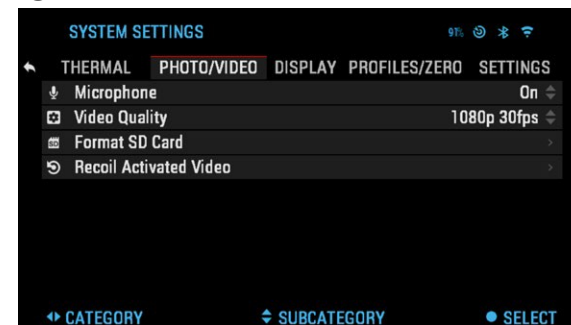 SYSTEM SETTINGS 91%
THERMAL PHOTO/VIDEO DISPLAY PROFILES/ZERO SETTINGS
Microphone On
Video Quality 1080p 30fps
Format SD Card
Recoil Activated Video
CATEGORY SUBCATEGORY SELECT